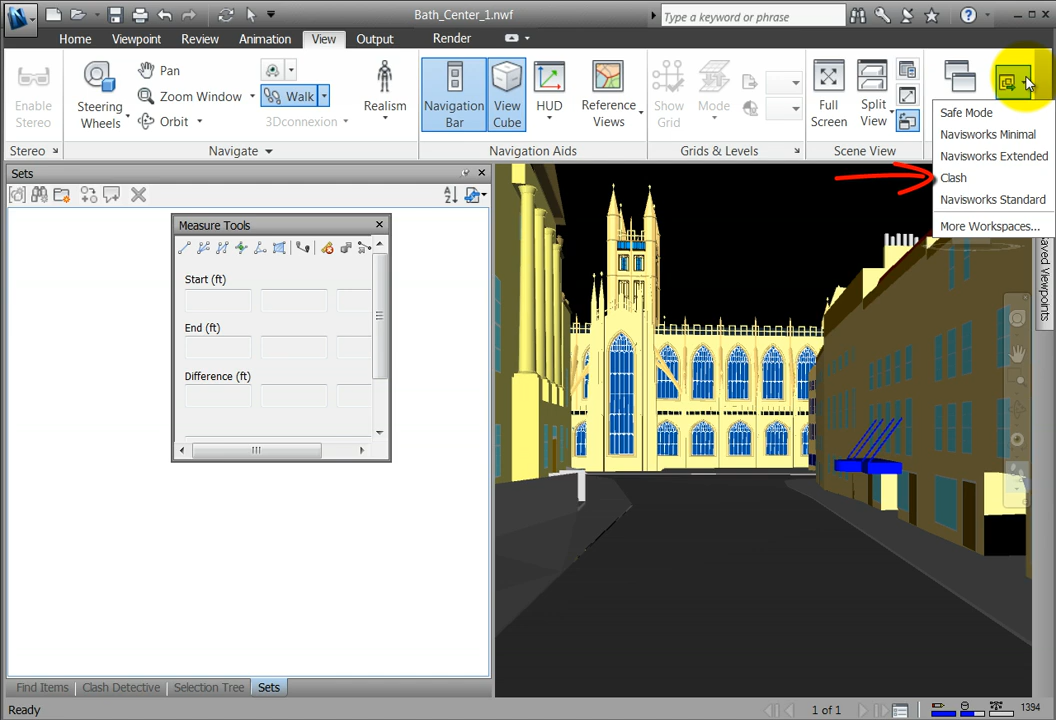 Bath_Center_1.nwf
Type a keyword or phrase
Home Viewpoint Review Animation View Output Render
Enable Stereo
Steering Wheels
Pan
Zoom Window
Orbit
Walk
3Dconnexion
Realism
Navigation Bar
View Cube
HUD
Reference Views
Show Grid
Mode
Full Screen
Split View
Stereo
Navigate
Navigation Aids
Grids & Levels
Scene View
Safe Mode
Navisworks Minimal
Navisworks Extended
Clash
Navisworks Standard
More Workspaces...
Sets
Measure Tools
Start (ft)
End (ft)
Difference (ft)
aved Viewpoints
Find Items Clash Detective Selection Tree Sets
Ready
1 of 1
1394